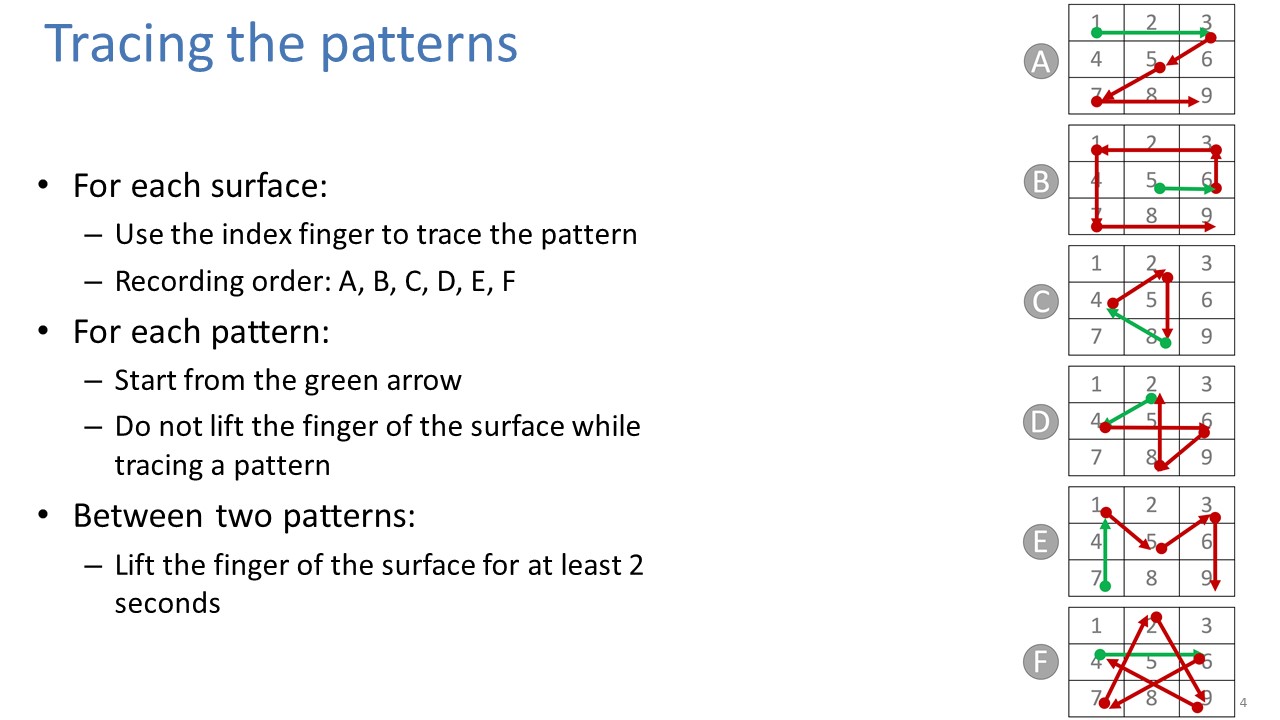 Tracing the patterns
• For each surface:
– Use the index finger to trace the pattern
– Recording order: A, B, C, D, E, F
• For each pattern:
– Start from the green arrow
– Do not lift the finger of the surface while
tracing a pattern
• Between two patterns:
– Lift the finger of the surface for at least 2
seconds
A
1 2 3
4 5 6
7 8 9
B
1 2 3
4 5 6
7 8 9
C
1 2 3
4 5 6
7 8 9
D
1 2 3
4 5 6
7 8 9
E
1 2 3
4 5 6
7 8 9
F
1 2 3
4 5 6
7 8 9
4